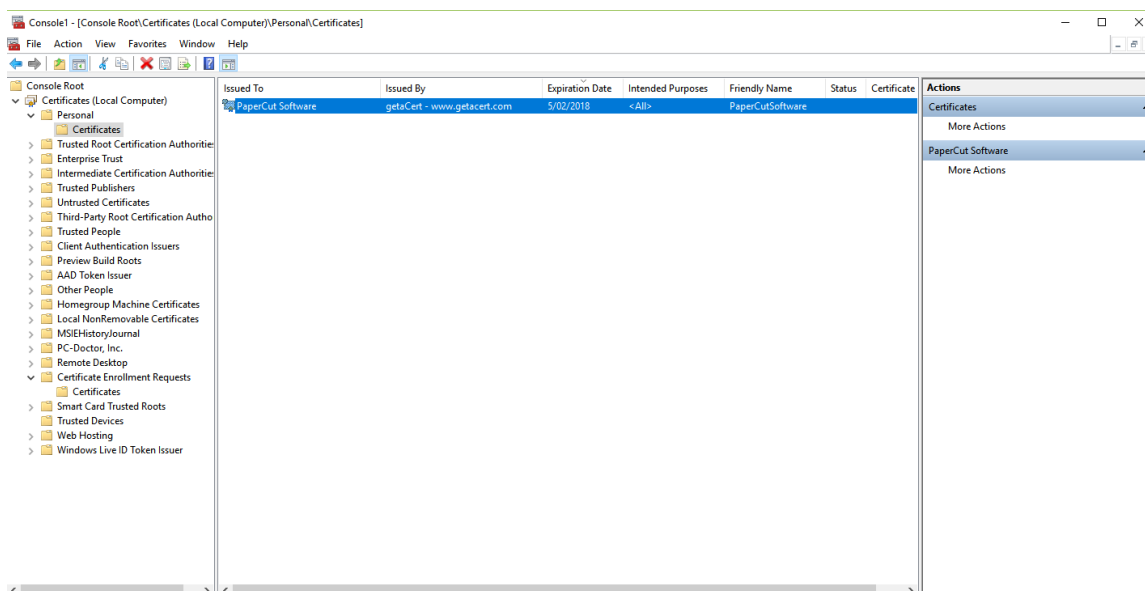 Console1 - [Console Root\Certificates (Local Computer)\Personal\Certificates]
File Action View Favorites Window Help
Console Root
Certificates (Local Computer)
Personal
Certificates
Trusted Root Certification Authorities
Enterprise Trust
Intermediate Certification Authorities
Trusted Publishers
Untrusted Certificates
Third-Party Root Certification Autho
Trusted People
Client Authentication Issuers
Preview Build Roots
AAD Token Issuer
Other People
Homegroup Machine Certificates
Local NonRemovable Certificates
MSIEHistoryJournal
PC-Doctor, Inc.
Remote Desktop
Certificate Enrollment Requests
Certificates
Smart Card Trusted Roots
Trusted Devices
Web Hosting
Windows Live ID Token Issuer
Issued To Issued By Expiration Date Intended Purposes Friendly Name Status Certificate
PaperCut Software getaCert - www.getacert.com 5/02/2018 <All> PaperCutSoftware
Actions
Certificates
More Actions
PaperCut Software
More Actions